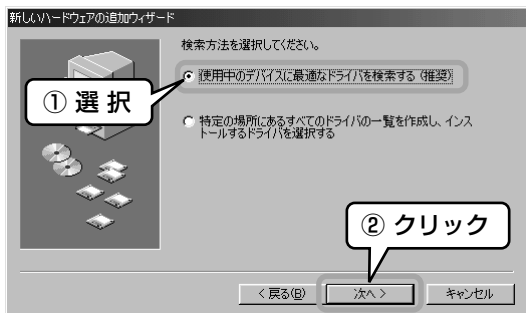 新しいハードウェアの追加ウィザード
検索方法を選択してください。
使用中のデバイスに最適なドライバを検索する (推奨)
① 選 択
特定の場所にあるすべてのドライバの一覧を作成し、インス
トールするドライバを選択する
② クリック
< 戻る(B)
次へ >
キャンセル